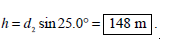 h = d₂ sin 25.0° = 148 m.